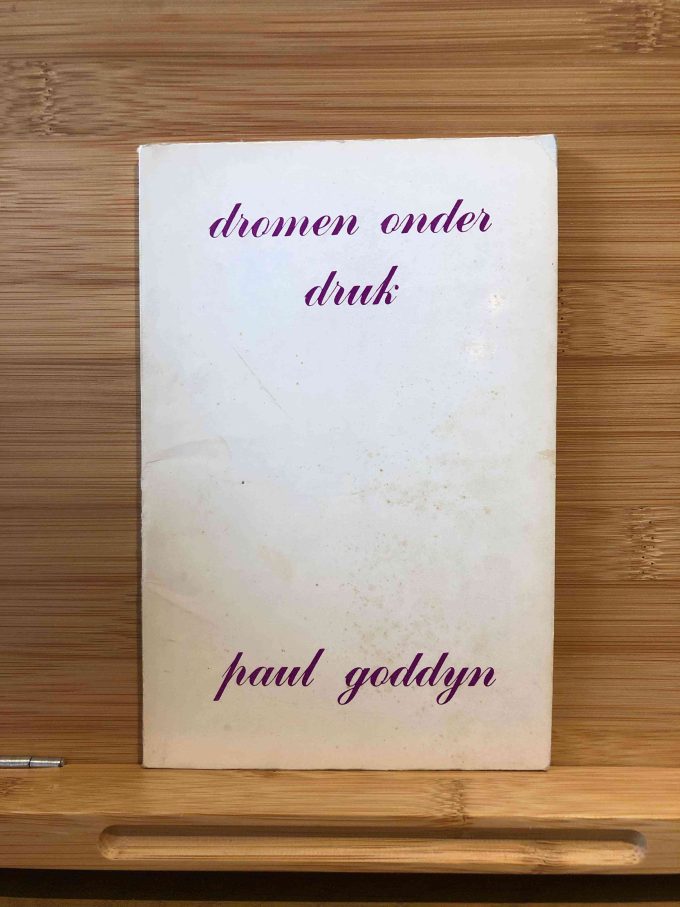 dromen onder
druk
paul goddyn